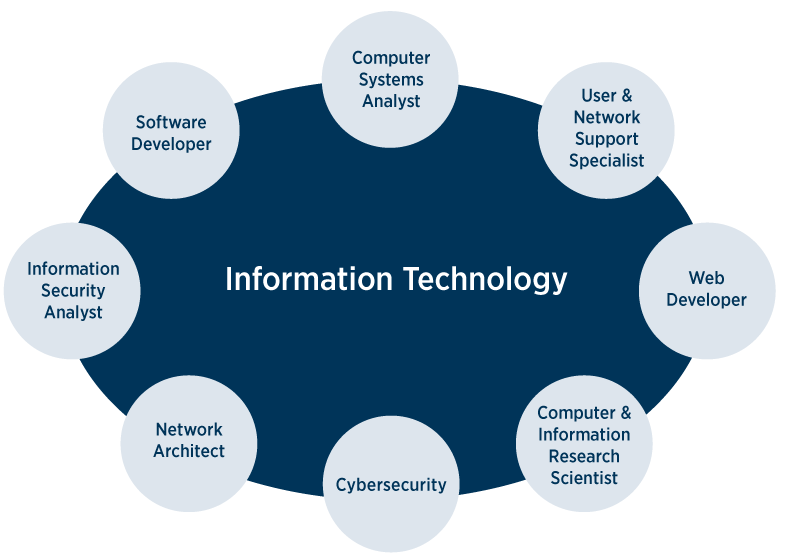 Computer
Systems
Analyst
User &
Network
Support
Specialist
Web
Developer
Computer &
Information
Research
Scientist
Cybersecurity
Network
Architect
Information
Security
Analyst
Software
Developer
Information Technology